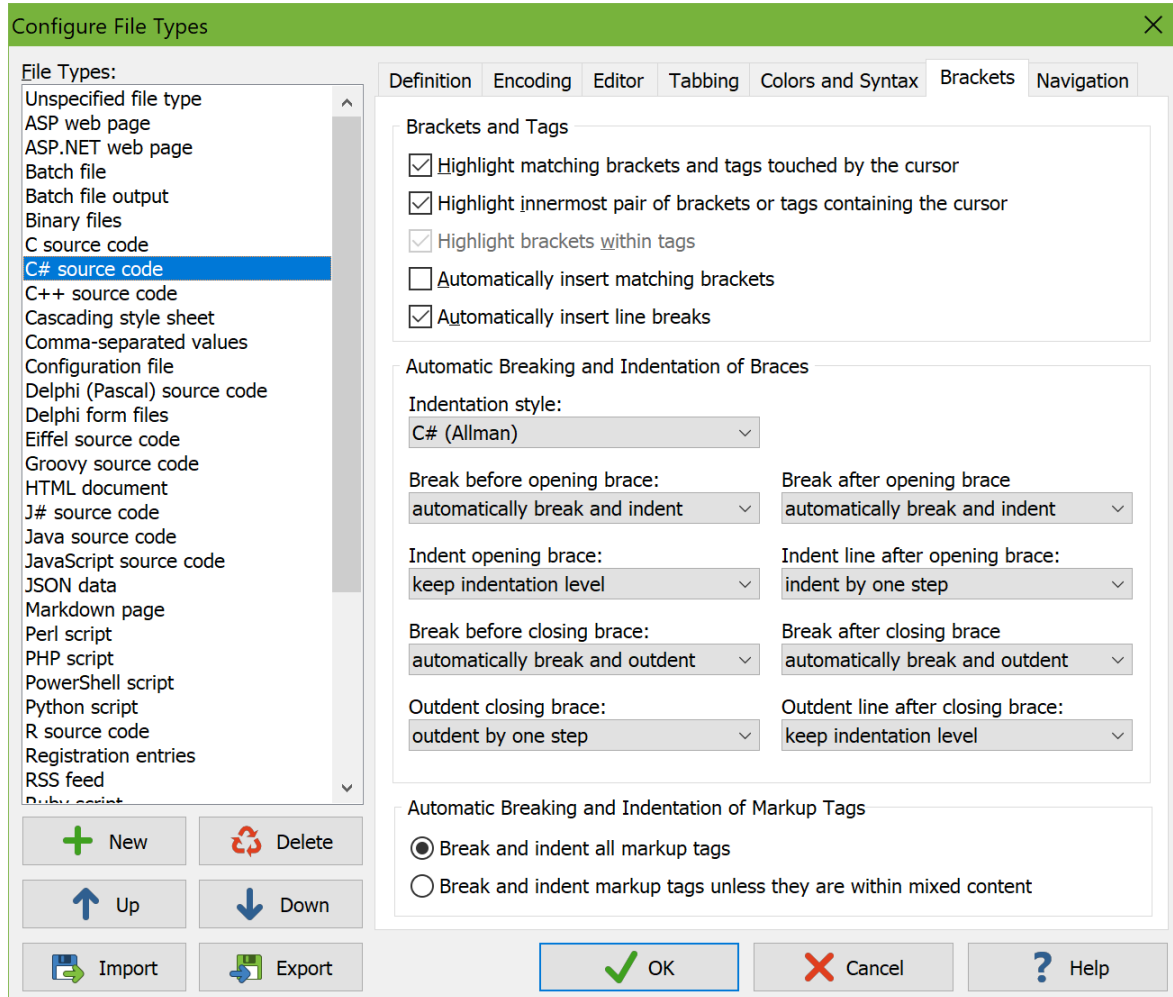 Configure File Types
File Types:
Unspecified file type
ASP web page
ASP.NET web page
Batch file
Batch file output
Binary files
C source code
C# source code
C++ source code
Cascading style sheet
Comma-separated values
Configuration file
Delphi (Pascal) source code
Delphi form files
Eiffel source code
Groovy source code
HTML document
J# source code
Java source code
JavaScript source code
JSON data
Markdown page
Perl script
PHP script
PowerShell script
Python script
R source code
Registration entries
RSS feed
Ruby script
New Delete
Up Down
Import Export
Definition Encoding Editor Tabbing Colors and Syntax Brackets Navigation
Brackets and Tags
Highlight matching brackets and tags touched by the cursor
Highlight innermost pair of brackets or tags containing the cursor
Highlight brackets within tags
Automatically insert matching brackets
Automatically insert line breaks
Automatic Breaking and Indentation of Braces
Indentation style:
C# (Allman)
Break before opening brace: Break after opening brace
automatically break and indent automatically break and indent
Indent opening brace: Indent line after opening brace:
keep indentation level indent by one step
Break before closing brace: Break after closing brace
automatically break and outdent automatically break and outdent
Outdent closing brace: Outdent line after closing brace:
outdent by one step keep indentation level
Automatic Breaking and Indentation of Markup Tags
Break and indent all markup tags
Break and indent markup tags unless they are within mixed content
OK Cancel Help